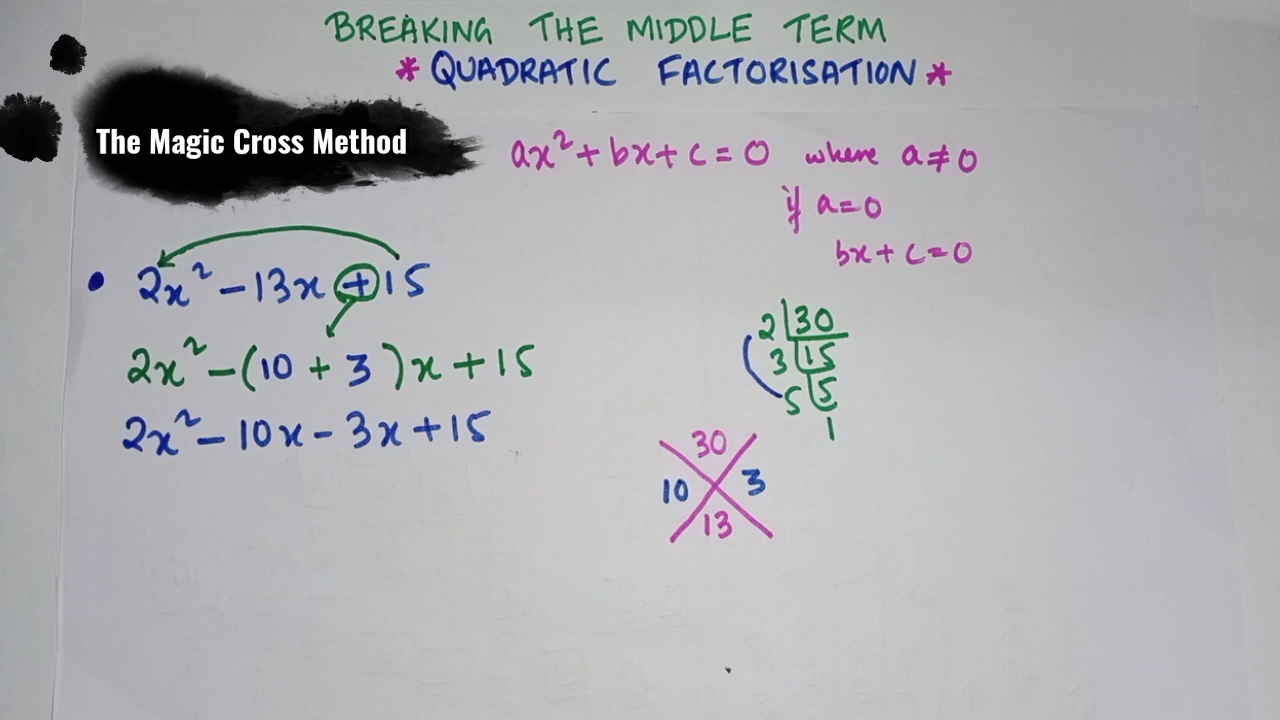 BREAKING THE MIDDLE TERM
* QUADRATIC FACTORISATION *
The Magic Cross Method
ax² + bx + c = 0 where a ≠ 0
if a = 0
bx + c = 0
• 2x² - 13x + 15
2x² - (10 + 3)x + 15
2x² - 10x - 3x + 15
2 | 30
3 | 15
5 | 5
1
30
10 3
13